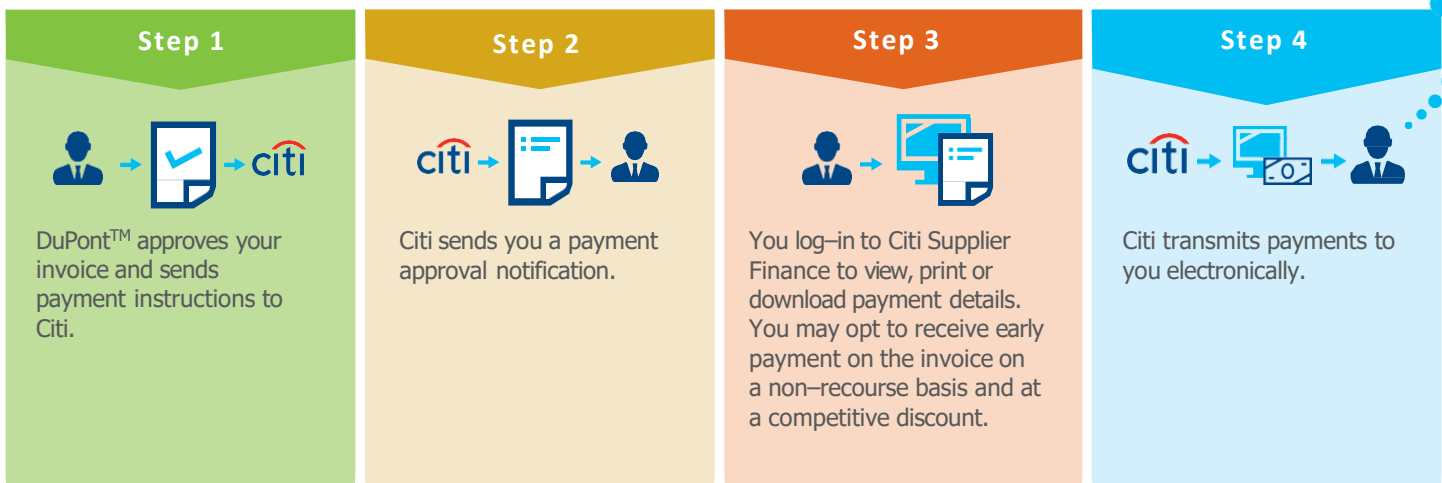 Step 1
citi
DuPont™ approves your
invoice and sends
payment instructions to
Citi.
Step 2
citi
Citi sends you a payment
approval notification.
Step 3
You log–in to Citi Supplier
Finance to view, print or
download payment details.
You may opt to receive early
payment on the invoice on
a non–recourse basis and at
a competitive discount.
Step 4
citi
Citi transmits payments to
you electronically.